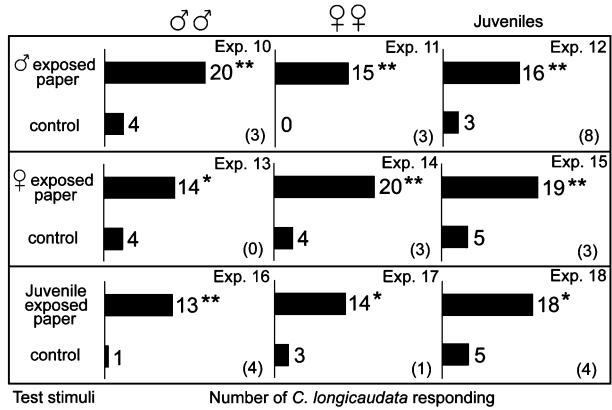 ♂♂ ♀♀ Juveniles
Exp. 10 Exp. 11 Exp. 12
♂ exposed paper 20** 15** 16**
control 4 0 3
(3) (3) (8)
Exp. 13 Exp. 14 Exp. 15
♀ exposed paper 14* 20** 19**
control 4 4 5
(0) (3) (3)
Exp. 16 Exp. 17 Exp. 18
Juvenile exposed paper 13** 14* 18*
control 1 3 5
(4) (1) (4)
Test stimuli Number of C. longicaudata responding